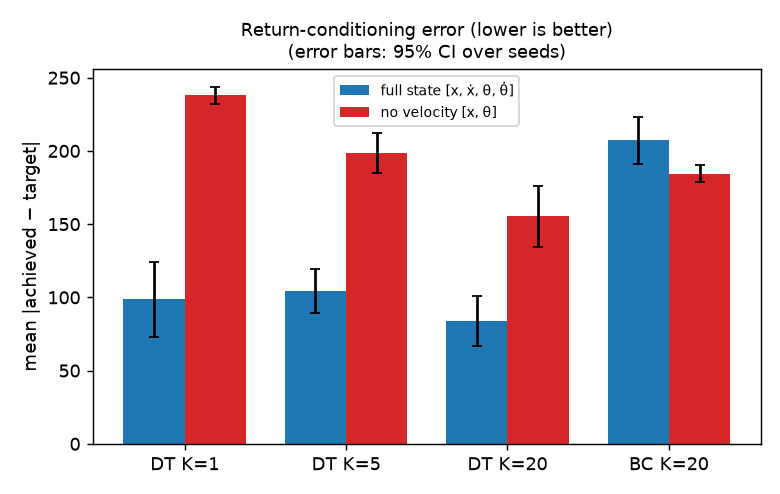 Return-conditioning error (lower is better)
(error bars: 95% CI over seeds)
mean |achieved − target|
250
200
150
100
50
0
full state [x, ẋ, θ, θ̇]
no velocity [x, θ]
DT K=1
DT K=5
DT K=20
BC K=20